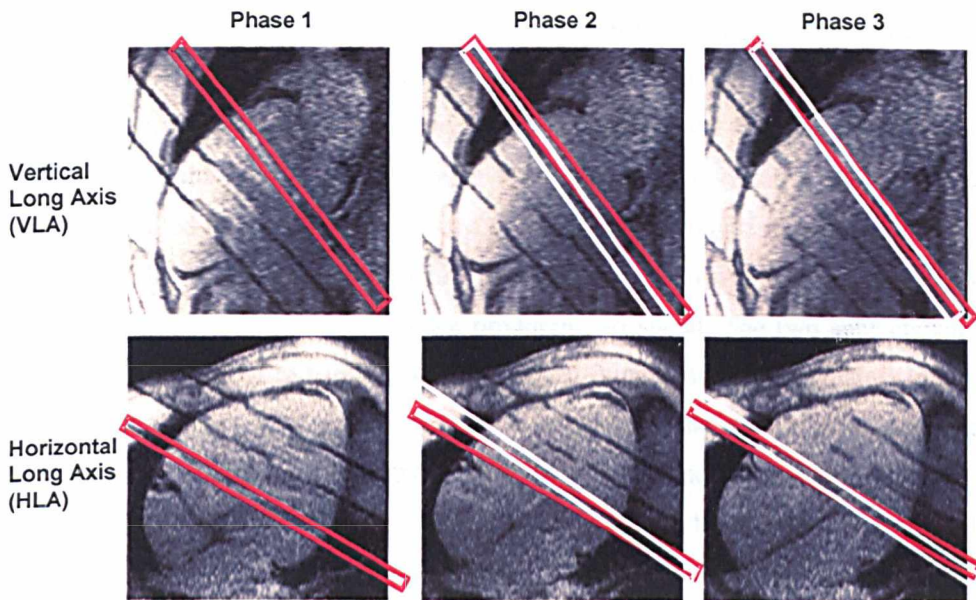 Phase 1 Phase 2 Phase 3
Vertical
Long Axis
(VLA)
Horizontal
Long Axis
(HLA)